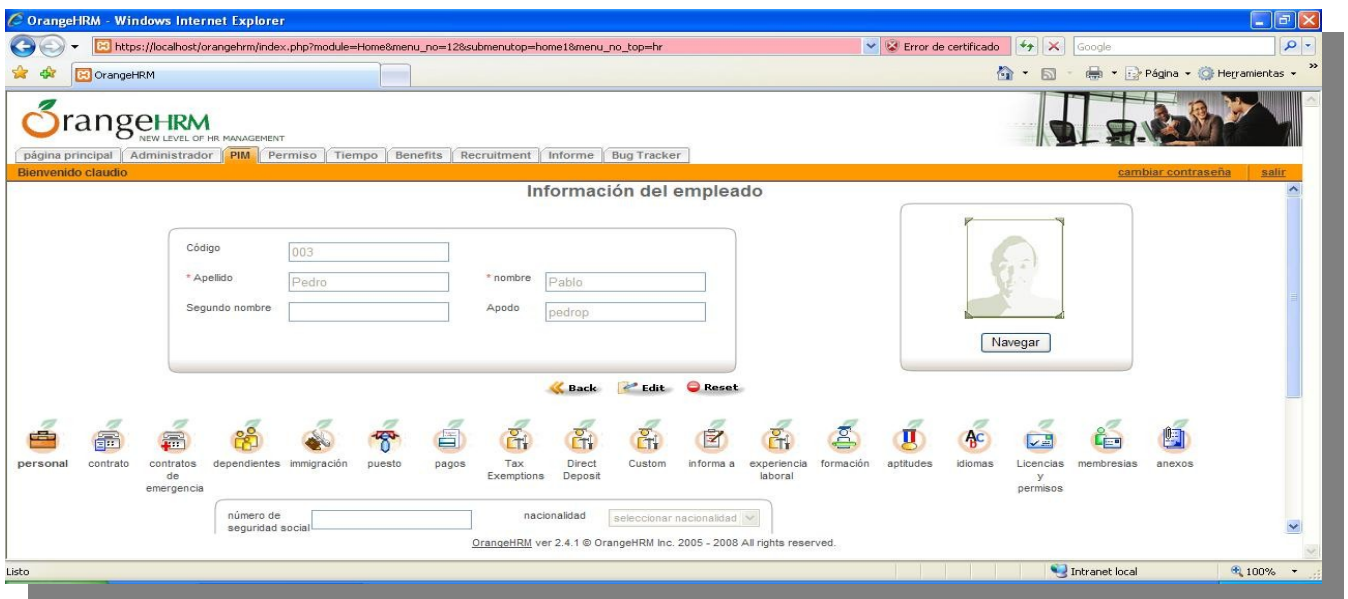 OrangeHRM - Windows Internet Explorer
https://localhost/orangehrm/index.php?module=Home&menu_no=12&submenutop=home1&menu_no_top=hr
Error de certificado
Google
OrangeHRM
Página
Herramientas
OrangeHRM
NEW LEVEL OF HR MANAGEMENT
página principal Administrador PIM Permiso Tiempo Benefits Recruitment Informe Bug Tracker
Bienvenido claudio
cambiar contraseña
salir
Información del empleado
Código 003
* Apellido Pedro * nombre Pablo
Segundo nombre Apodo pedrop
Navegar
Back Edit Reset
personal
contrato
contratos
de
emergencia
dependientes
immigración
puesto
pagos
Tax
Exemptions
Direct
Deposit
Custom
informa a
experiencia
laboral
formación
aptitudes
idiomas
Licencias
y
permisos
membresias
anexos
número de
seguridad social
nacionalidad seleccionar nacionalidad
OrangeHRM ver 2.4.1 © OrangeHRM Inc. 2005 - 2008 All rights reserved.
Listo
Intranet local
100%